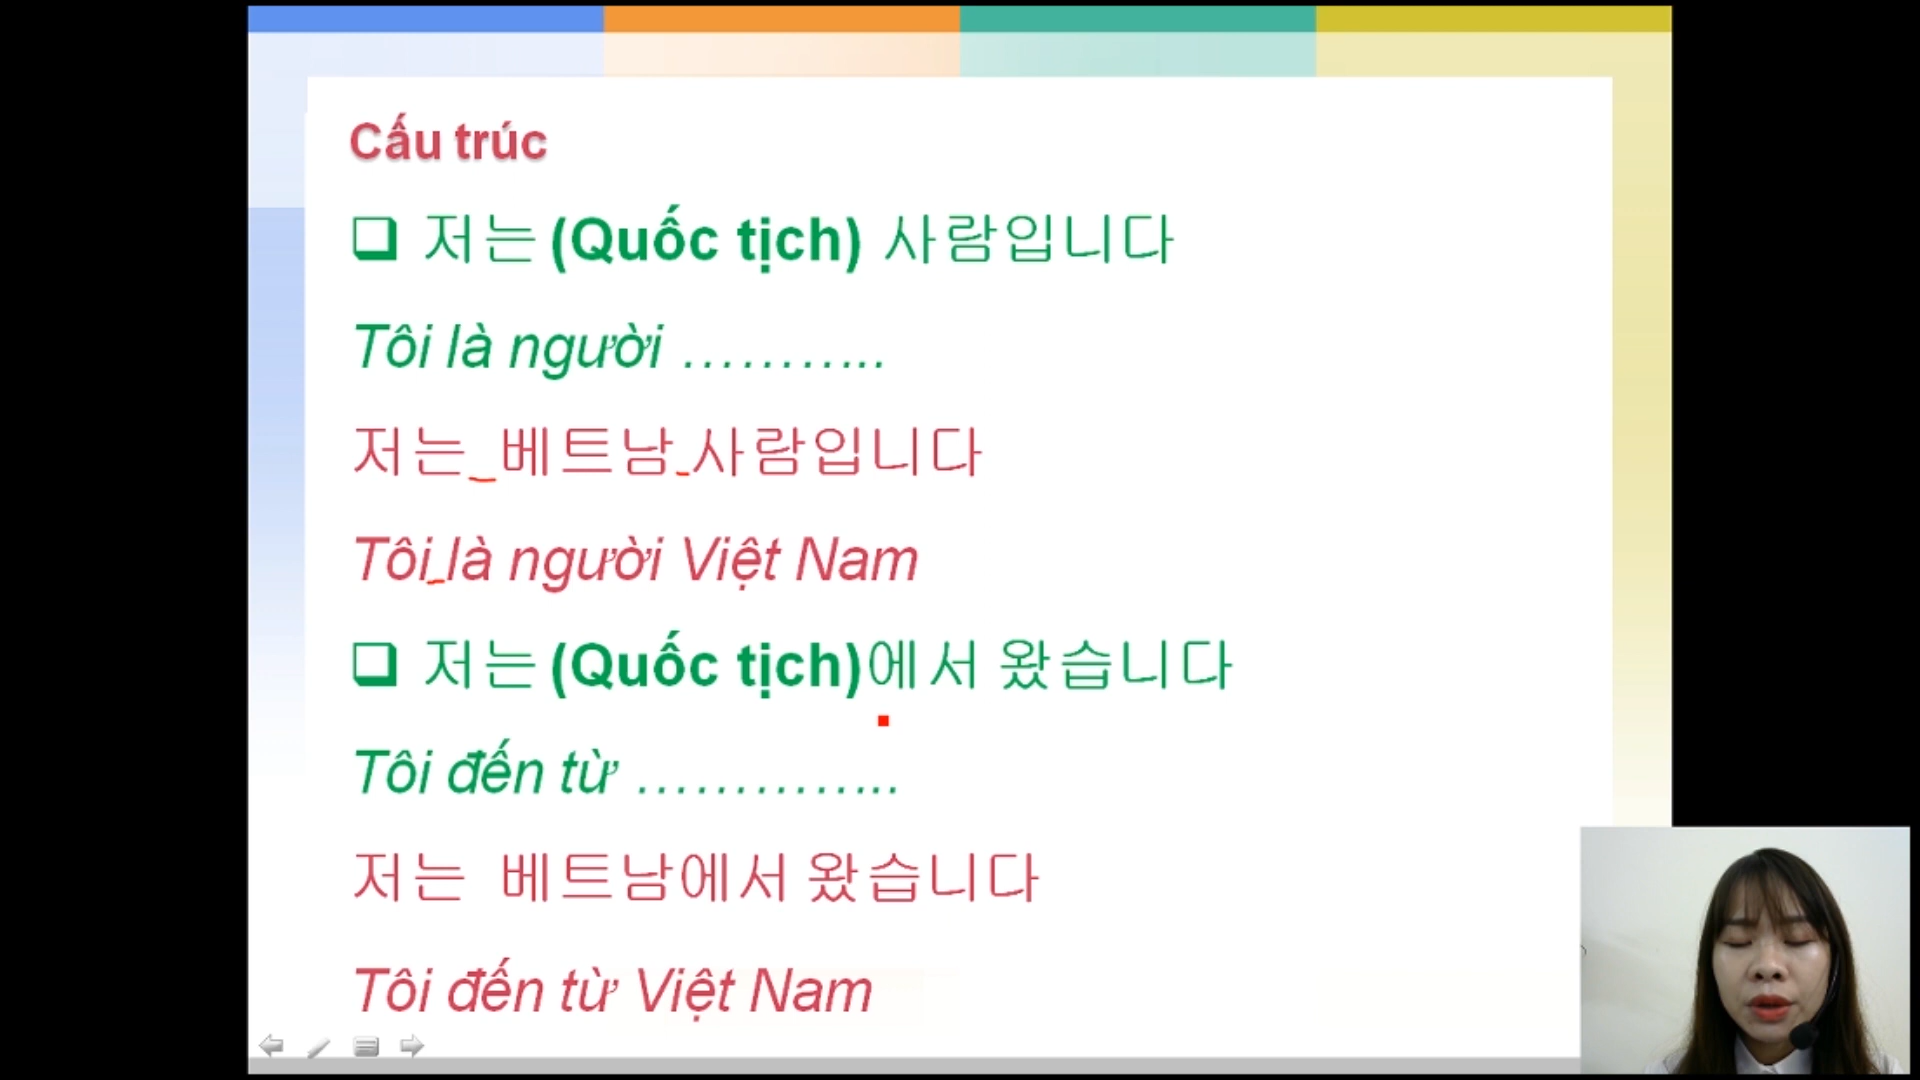 Cấu trúc
❑ 저는 (Quốc tịch) 사람입니다
Tôi là người ………...
저는 베트남 사람입니다
Tôi là người Việt Nam
❑ 저는 (Quốc tịch)에서 왔습니다
Tôi đến từ …………...
저는 베트남에서 왔습니다
Tôi đến từ Việt Nam